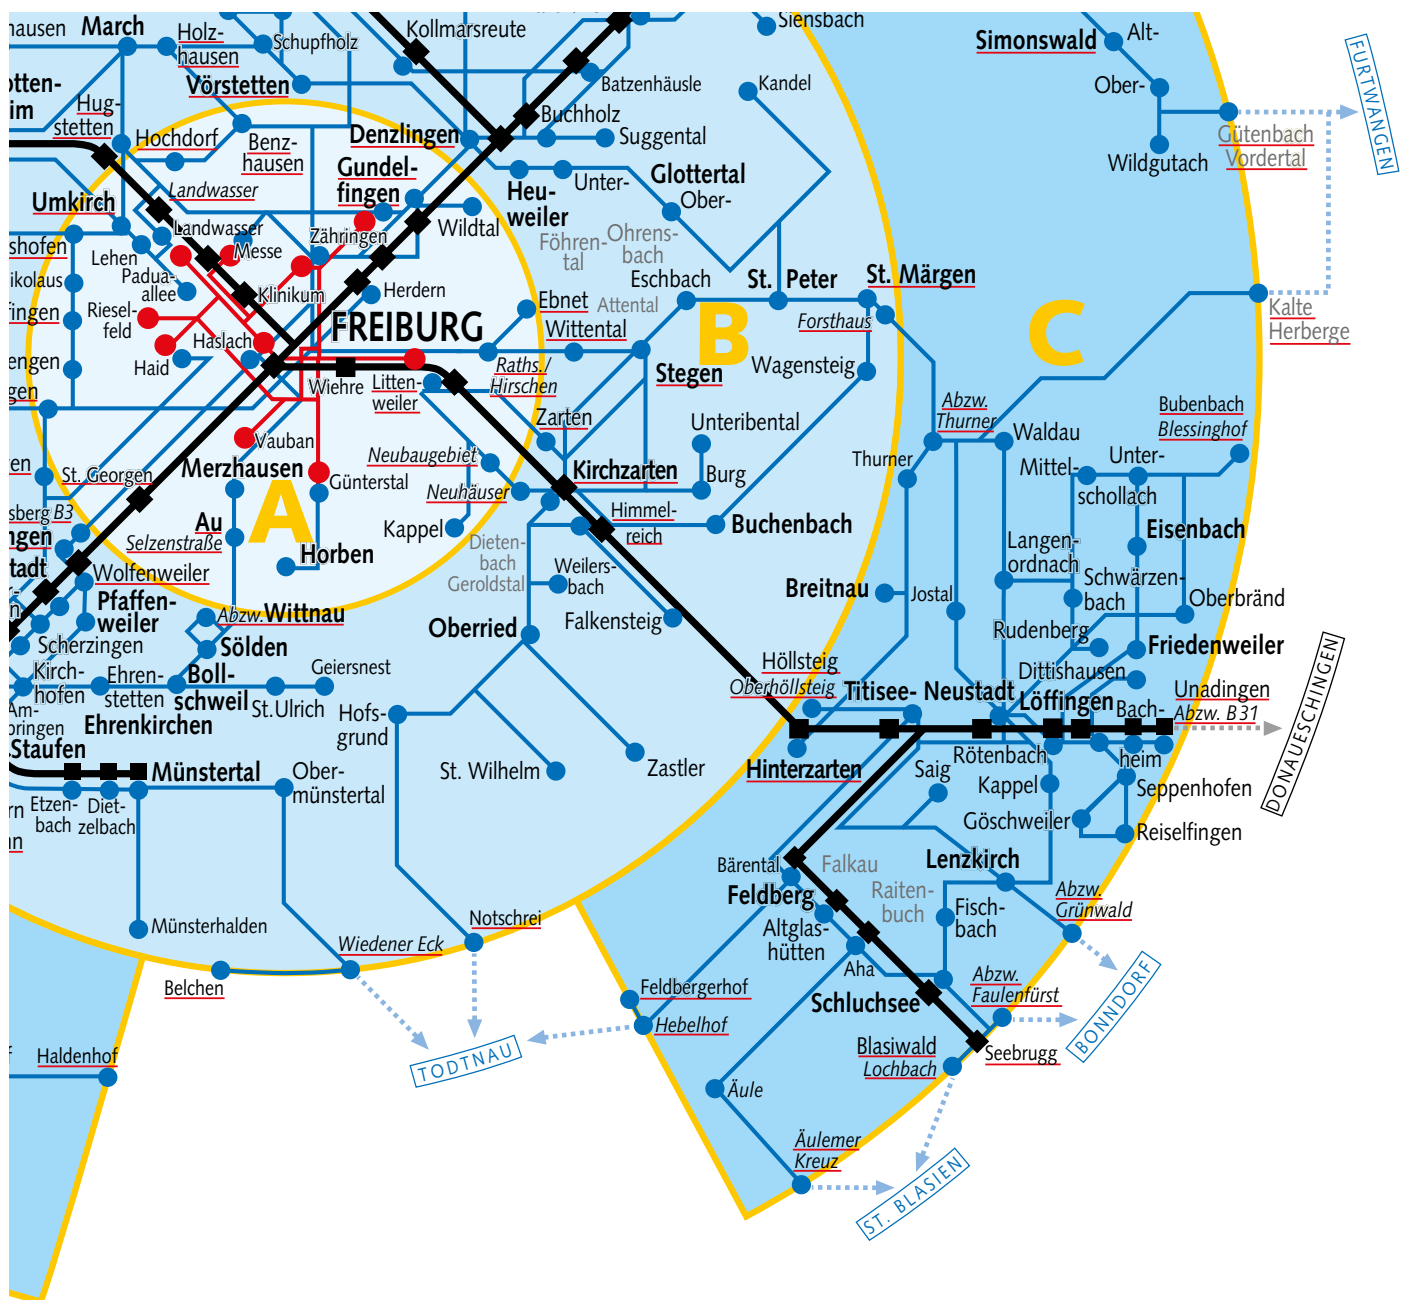 hausen
March
Holz-
hausen
Schupfholz
Kollmarsreute
Siensbach
Simonswald
Alt-
FURTWANGEN
Vörstetten
Batzenhäusle
Kandel
Ober-
Hug-
stetten
Hochdorf
Benz-
hausen
Denzlingen
Buchholz
Suggental
Gütenbach
Vordertal
Wildgutach
Gundel-
fingen
Landwasser
Heu-
weiler
Unter-
Glottertal
Ober-
Umkirch
Landwasser
Messe
Zähringen
Wildtal
Föhren-
tal
Ohrens-
bach
Lehen
Padua-
allee
Klinikum
Herdern
Eschbach
St. Peter
St. Märgen
Riesel-
feld
Haslach
Haid
FREIBURG
Ebnet
Wittental
Attental
B
C
Forsthaus
Kalte
Herberge
Wiehre
Litten-
weiler
Raths./
Hirschen
Stegen
Wagensteig
Abzw.
Thurner
Bubenbach
Blessinghof
Vauban
Zarten
Unteribental
Waldau
St. Georgen
Merzhausen
Günterstal
Neubaugebiet
Neuhäuser
Kirchzarten
Burg
Thurner
Mittel-
Unter-
schollach
A
Au
Selzenstraße
Kappel
Himmel-
reich
Buchenbach
Eisenbach
Horben
Dieten-
bach
Geroldstal
Weilers-
bach
Langen-
ordnach
Wolfenweiler
Pfaffen-
weiler
Abzw.
Wittnau
Falkensteig
Breitnau
Jostal
Schwärzen-
bach
Oberbränd
Scherzingen
Sölden
Oberried
Rudenberg
Friedenweiler
Kirch-
hofen
Ehren-
stetten
Boll-
schweil
Geiersnest
St.Ulrich
Höllsteig
Oberhöllsteig
Titisee-
Neustadt
Dittishausen
Löffingen
Bach-
heim
Unadingen
Abzw. B31
DONAUESCHINGEN
Ehrenkirchen
Hofs-
grund
Staufen
Münstertal
Ober-
münstertal
St. Wilhelm
Zastler
Hinterzarten
Saig
Rötenbach
Kappel
Seppenhofen
Etzen-
bach
Diet-
zelbach
Göschweiler
Reiselfingen
Bärental
Falkau
Lenzkirch
Feldberg
Raiten-
buch
Abzw.
Grünwald
Altglas-
hütten
Fisch-
bach
Münsterhalden
Notschrei
Wiedener Eck
Belchen
Aha
Abzw.
Faulenfürst
BONNDORF
Feldbergerhof
Hebelhof
Schluchsee
Haldenhof
TODTNAU
Blasiwald
Lochbach
Seebrugg
Äule
Äulemer
Kreuz
ST. BLASIEN